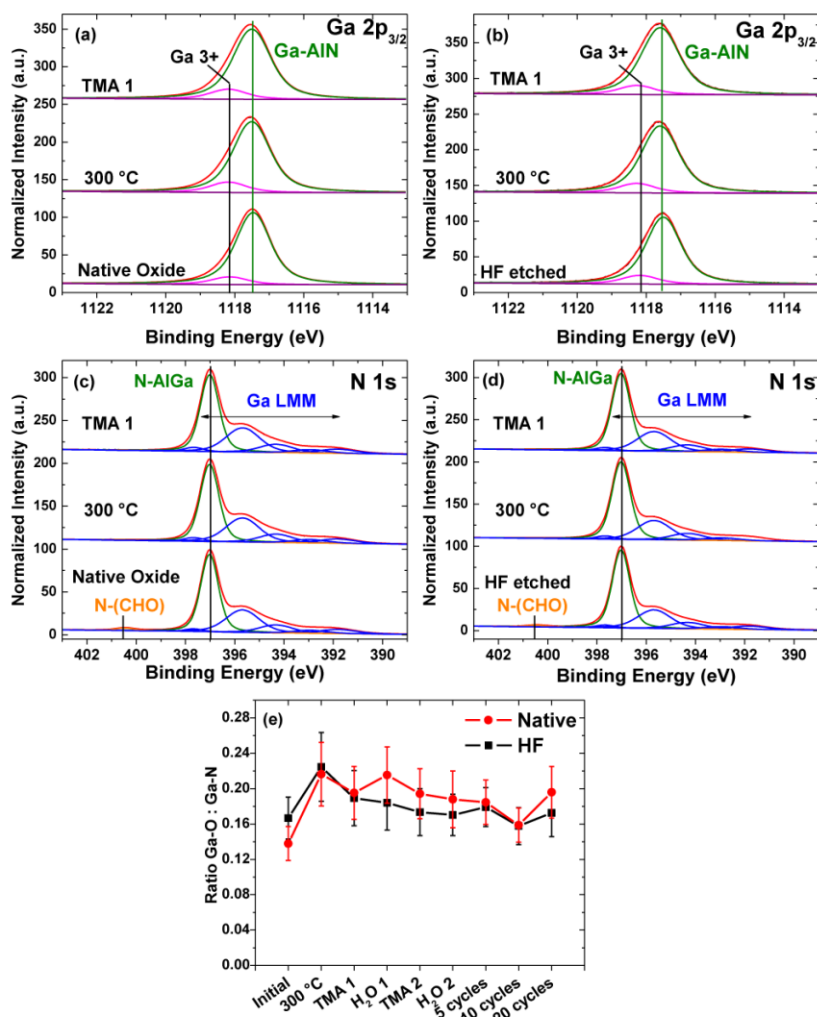 (a) Ga 2p3/2
Ga 3+
Ga-AlN
TMA 1
300 °C
Native Oxide
Normalized Intensity (a.u.)
350
300
250
200
150
100
50
0
1122 1120 1118 1116 1114
Binding Energy (eV)
(b) Ga 2p3/2
Ga 3+
Ga-AlN
TMA 1
300 °C
HF etched
Normalized Intensity (a.u.)
350
300
250
200
150
100
50
0
1122 1120 1118 1116 1114
Binding Energy (eV)
(c) N 1s
N-AlGa
Ga LMM
TMA 1
300 °C
Native Oxide
N-(CHO)
Normalized Intensity (a.u.)
300
250
200
150
100
50
0
402 400 398 396 394 392 390
Binding Energy (eV)
(d) N 1s
N-AlGa
Ga LMM
TMA 1
300 °C
HF etched
N-(CHO)
Normalized Intensity (a.u.)
300
250
200
150
100
50
0
402 400 398 396 394 392 390
Binding Energy (eV)
(e)
Native
HF
Ratio Ga-O : Ga-N
0.28
0.24
0.20
0.16
0.12
0.08
0.04
0.00
Initial
300 °C
TMA 1
H2O 1
TMA 2
H2O 2
5 cycles
cycles
cycles